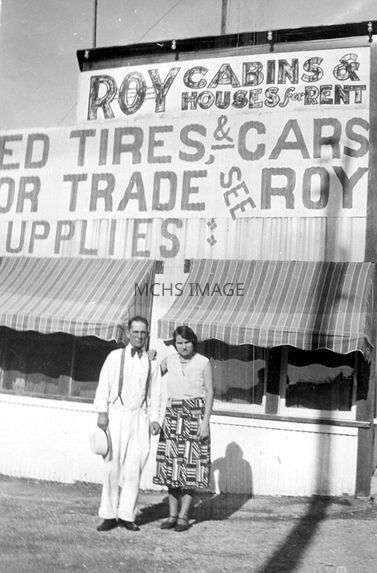 ROY CABINS &
HOUSES for RENT
ED TIRES & CARS
OR TRADE SEE ROY
UPPLIES
MCHS IMAGE